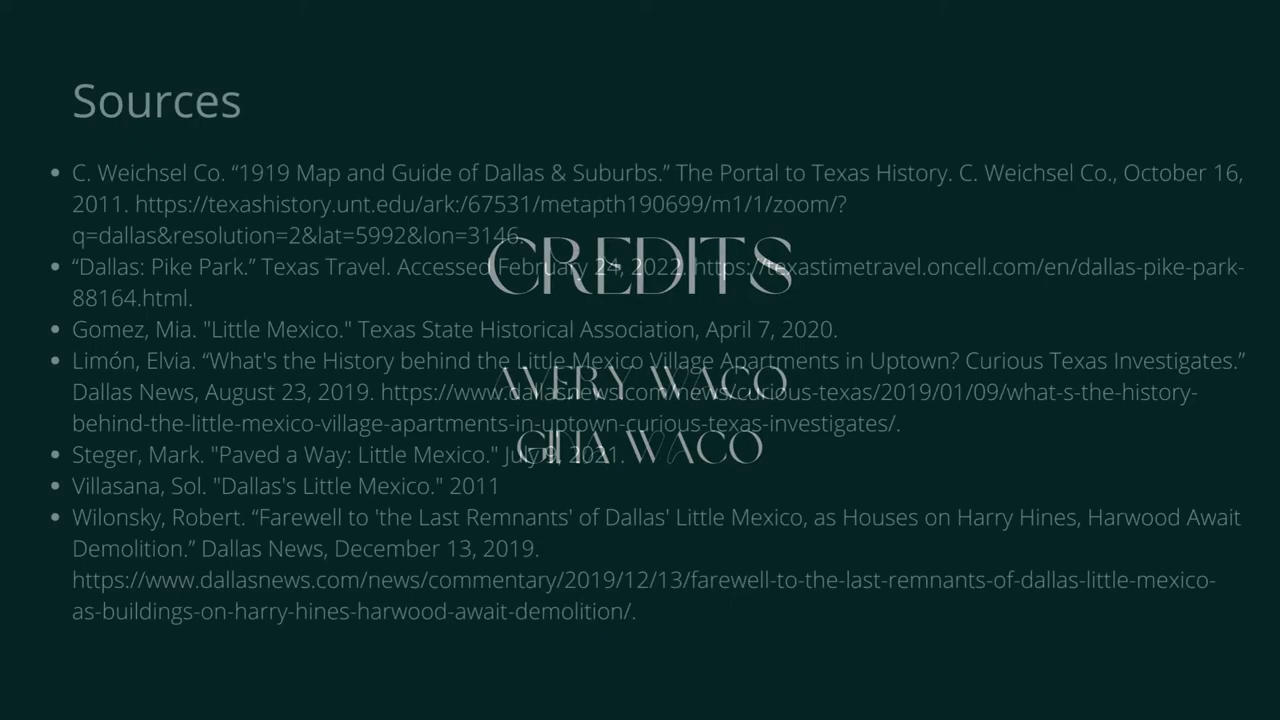 Sources
• C. Weichsel Co. “1919 Map and Guide of Dallas & Suburbs.” The Portal to Texas History. C. Weichsel Co., October 16,
2011. https://texashistory.unt.edu/ark:/67531/metapth190699/m1/1/zoom/?
q=dallas&resolution=2&lat=5992&lon=3146.
• “Dallas: Pike Park.” Texas Travel. Accessed February 24, 2022. https://texastimetravel.oncell.com/en/dallas-pike-park-
88164.html.
• Gomez, Mia. "Little Mexico." Texas State Historical Association, April 7, 2020.
• Limón, Elvia. “What's the History behind the Little Mexico Village Apartments in Uptown? Curious Texas Investigates.”
Dallas News, August 23, 2019. https://www.dallasnews.com/news/curious-texas/2019/01/09/what-s-the-history-
behind-the-little-mexico-village-apartments-in-uptown-curious-texas-investigates/.
• Steger, Mark. "Paved a Way: Little Mexico." July 9, 2021.
• Villasana, Sol. "Dallas's Little Mexico." 2011
• Wilonsky, Robert. “Farewell to 'the Last Remnants' of Dallas' Little Mexico, as Houses on Harry Hines, Harwood Await
Demolition.” Dallas News, December 13, 2019.
https://www.dallasnews.com/news/commentary/2019/12/13/farewell-to-the-last-remnants-of-dallas-little-mexico-
as-buildings-on-harry-hines-harwood-await-demolition/.
CREDITS
AVERY WACO
WACO